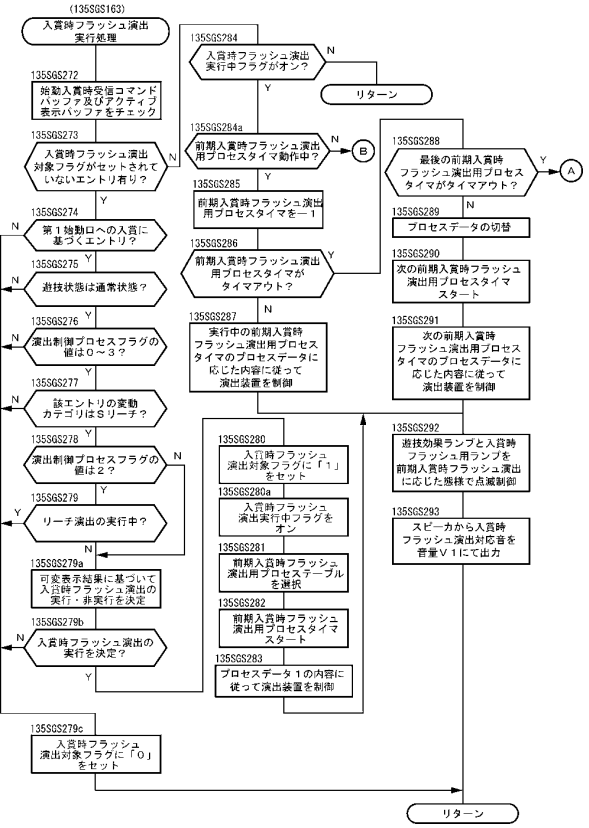 (135SGS163)
入賞時フラッシュ演出
実行処理
135SGS272
始動入賞時受信コマンド
バッファ及びアクティブ
表示バッファをチェック
135SGS273
入賞時フラッシュ演出
対象フラグがセットされて
いないエントリ有り?
N
Y
135SGS274
第1始動口への入賞に
基づくエントリ?
N
Y
135SGS275
遊技状態は通常状態?
N
Y
135SGS276
演出制御プロセスフラグの
値は0～3?
N
Y
135SGS277
該エントリの変動
カテゴリはSリーチ?
N
Y
135SGS278
演出制御プロセスフラグの
値は2?
N
Y
135SGS279
リーチ演出の実行中?
Y
N
135SGS279a
可変表示結果に基づいて
入賞時フラッシュ演出の
実行・非実行を決定
135SGS279b
入賞時フラッシュ演出の
実行を決定?
N
Y
135SGS279c
入賞時フラッシュ
演出対象フラグに「0」
をセット
135SGS284
入賞時フラッシュ演出
実行中フラグがオン?
N
リターン
Y
135SGS284a
前期入賞時フラッシュ演出
用プロセスタイマ動作中?
N
B
Y
135SGS285
前期入賞時フラッシュ演出
用プロセスタイマを－1
135SGS286
前期入賞時フラッシュ演出
用プロセスタイマが
タイマアウト?
Y
N
135SGS287
実行中の前期入賞時
フラッシュ演出用プロセス
タイマのプロセスデータに
応じた内容に従って
演出装置を制御
135SGS280
入賞時フラッシュ
演出対象フラグに「1」
をセット
135SGS280a
入賞時フラッシュ
演出実行中フラグを
オン
135SGS281
前期入賞時フラッシュ
演出用プロセステーブル
を選択
135SGS282
前期入賞時フラッシュ
演出用プロセスタイマ
スタート
135SGS283
プロセスデータ1の内容に
従って演出装置を制御
135SGS288
最後の前期入賞時
フラッシュ演出用プロセス
タイマがタイマアウト?
Y
A
N
135SGS289
プロセスデータの切替
135SGS290
次の前期入賞時フラッシュ
演出用プロセスタイマ
スタート
135SGS291
次の前期入賞時
フラッシュ演出用プロセス
タイマのプロセスデータに
応じた内容に従って
演出装置を制御
135SGS292
遊技効果ランプと入賞時
フラッシュ用ランプを
前期入賞時フラッシュ演出
に応じた態様で点滅制御
135SGS293
スピーカから入賞時
フラッシュ演出対応音を
音量V1にて出力
リターン